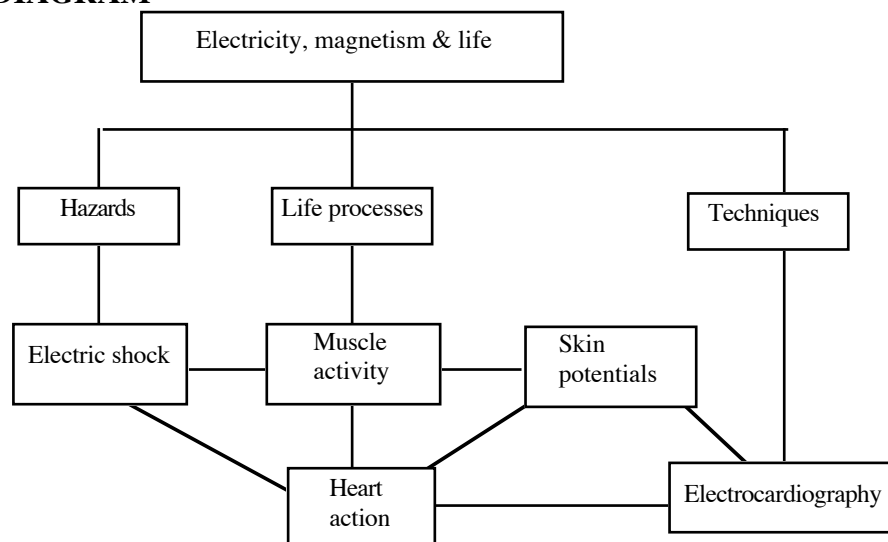 DIAGRAM
Electricity, magnetism & life
Hazards
Life processes
Techniques
Electric shock
Muscle
activity
Skin
potentials
Heart
action
Electrocardiography